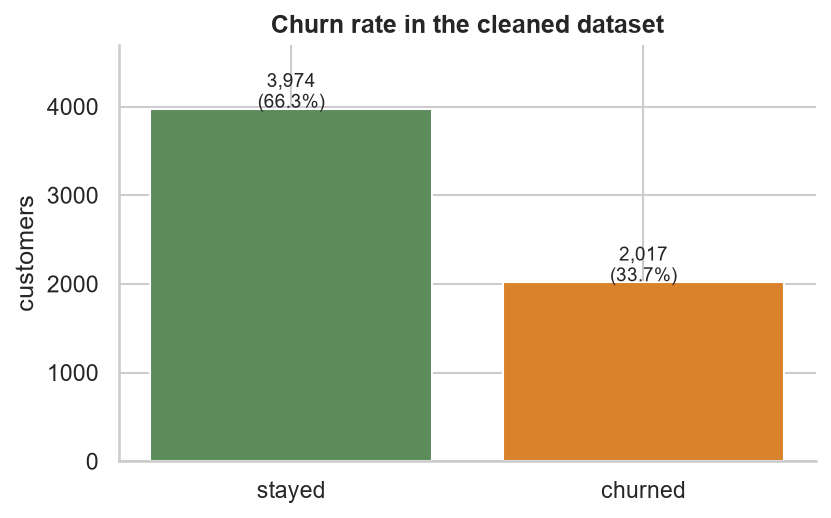 Churn rate in the cleaned dataset
customers
4000
3000
2000
1000
0
3,974
(66.3%)
2,017
(33.7%)
stayed
churned